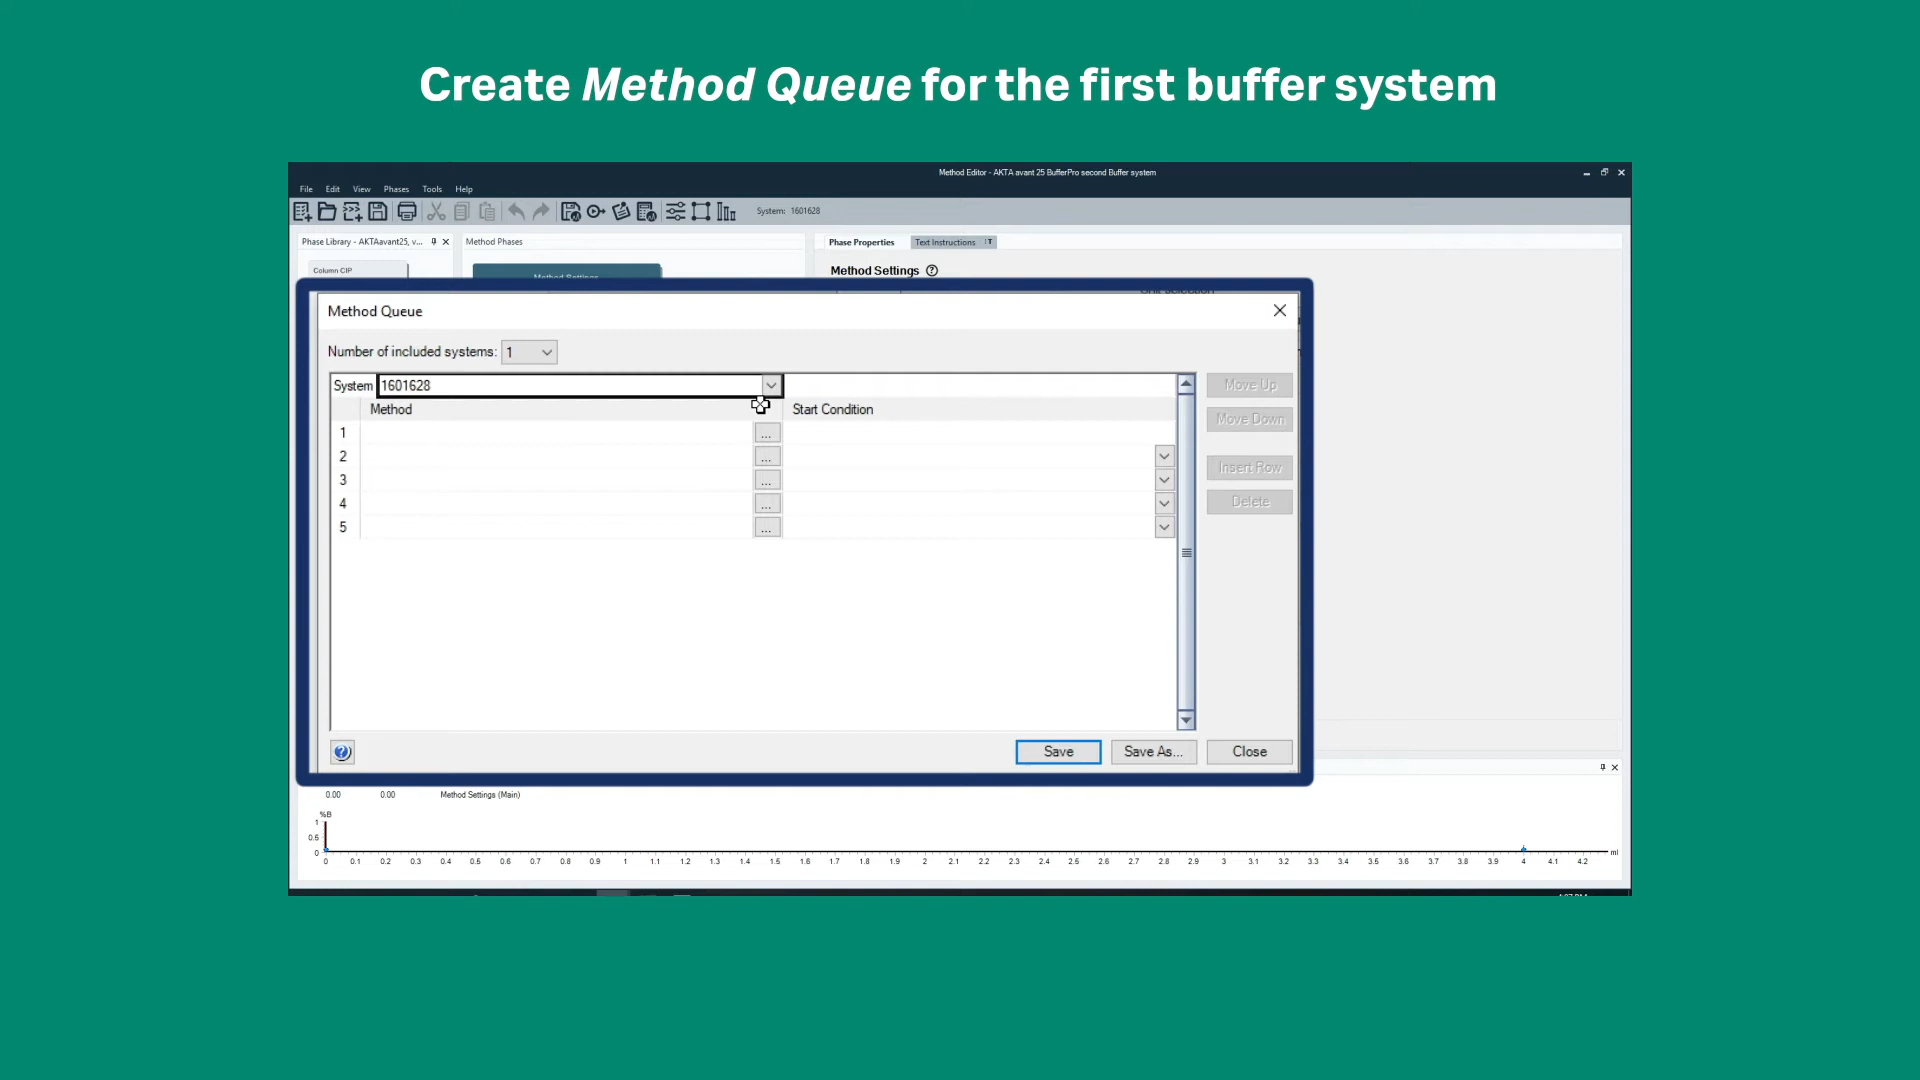 Create Method Queue for the first buffer system
Method Editor - AKTA avant 25 BufferPro second Buffer system
File Edit View Phases Tools Help
System: 1601628
Phase Library - AKTAavant25, v...
Method Phases
Phase Properties
Text Instructions
Column CIP
Method Settings
Method Settings
Method Queue
Number of included systems: 1
System 1601628
Move Up
Method
Start Condition
Move Down
1 ...
2 ...
Insert Row
3 ...
4 ...
Delete
5 ...
Save
Save As...
Close
0.00 0.00 Method Settings (Main)
%B
1
0.5
0
0 0.1 0.2 0.3 0.4 0.5 0.6 0.7 0.8 0.9 1 1.1 1.2 1.3 1.4 1.5 1.6 1.7 1.8 1.9 2 2.1 2.2 2.3 2.4 2.5 2.6 2.7 2.8 2.9 3 3.1 3.2 3.3 3.4 3.5 3.6 3.7 3.8 3.9 4 4.1 4.2 ml